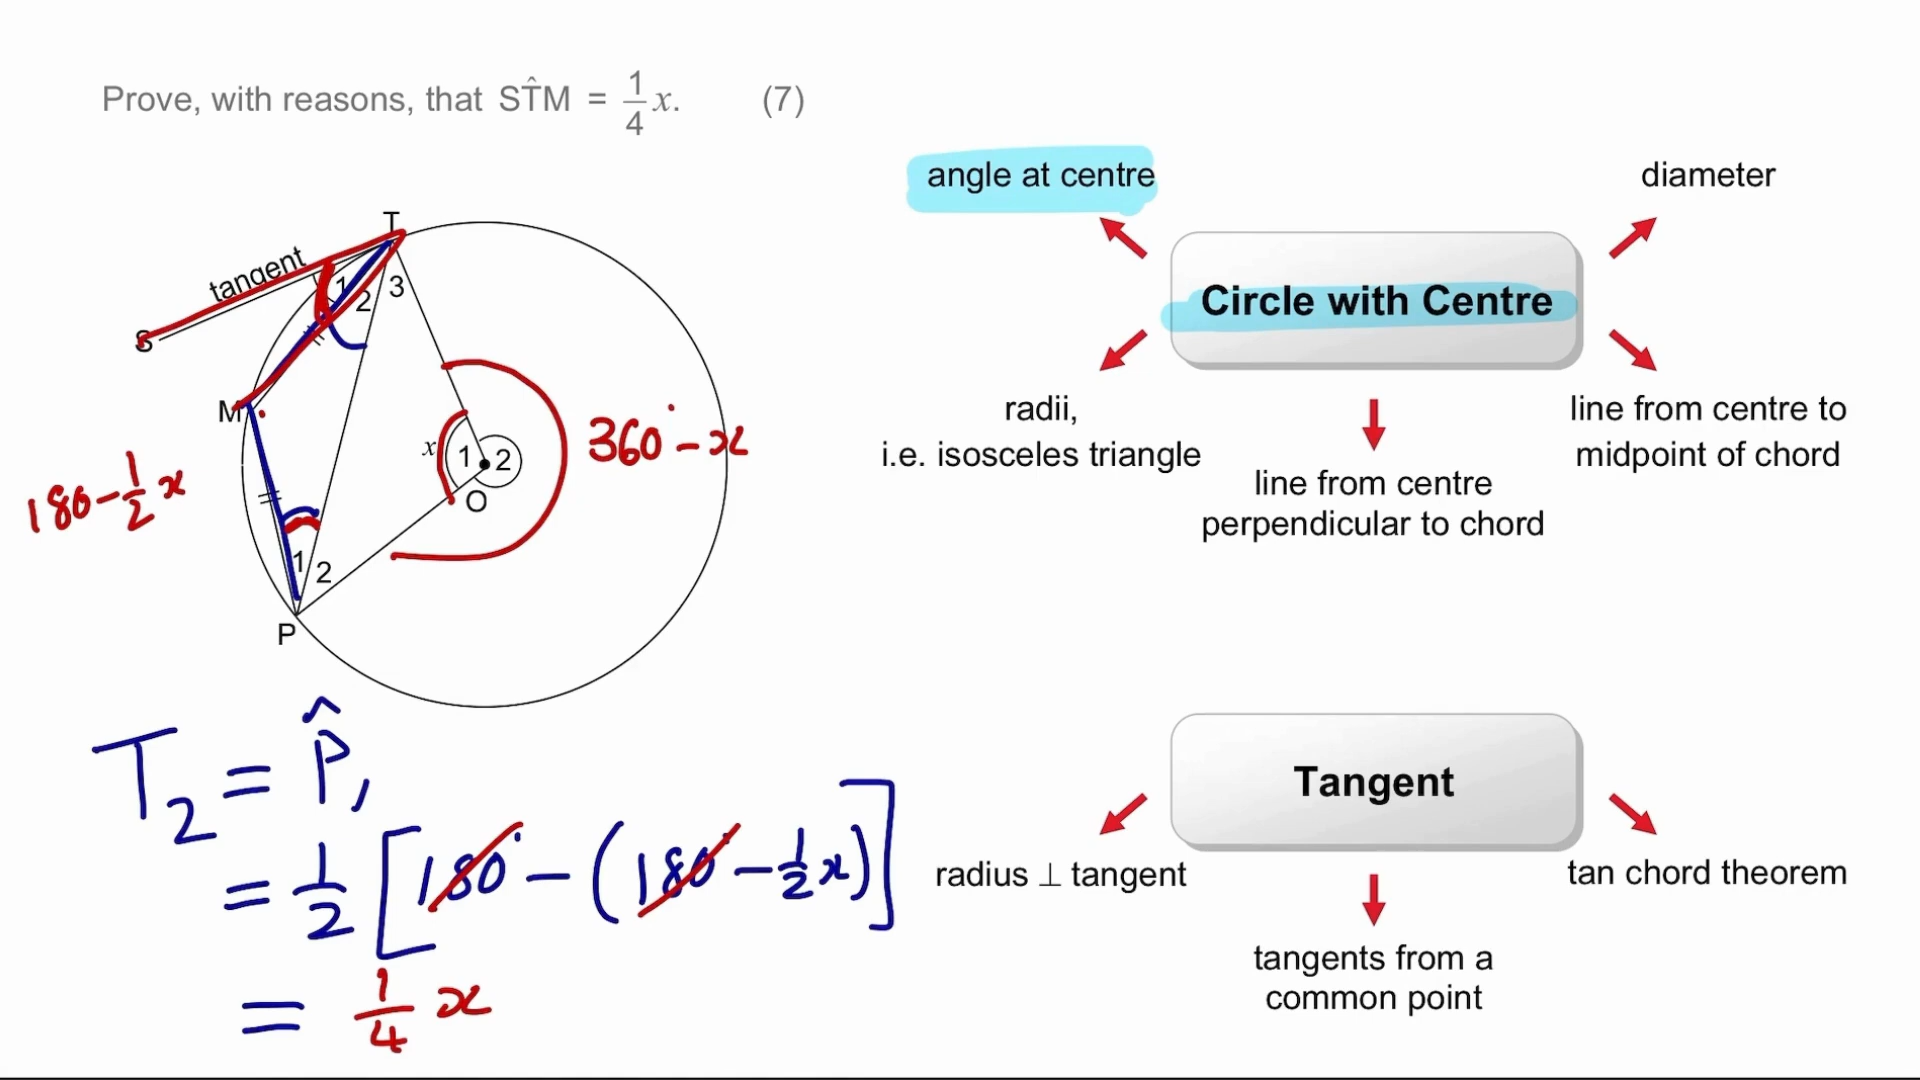 Prove, with reasons, that ST̂M = 1/4 x. (7)
angle at centre
diameter
Circle with Centre
radii,
i.e. isosceles triangle
line from centre
perpendicular to chord
line from centre to
midpoint of chord
T
tangent
1
2
3
S
M
x
1
2
O
360° - x
180 - 1/2 x
1
2
P
T2 = P̂1
= 1/2 [180° - (180° - 1/2 x)]
= 1/4 x
Tangent
radius ⊥ tangent
tan chord theorem
tangents from a
common point